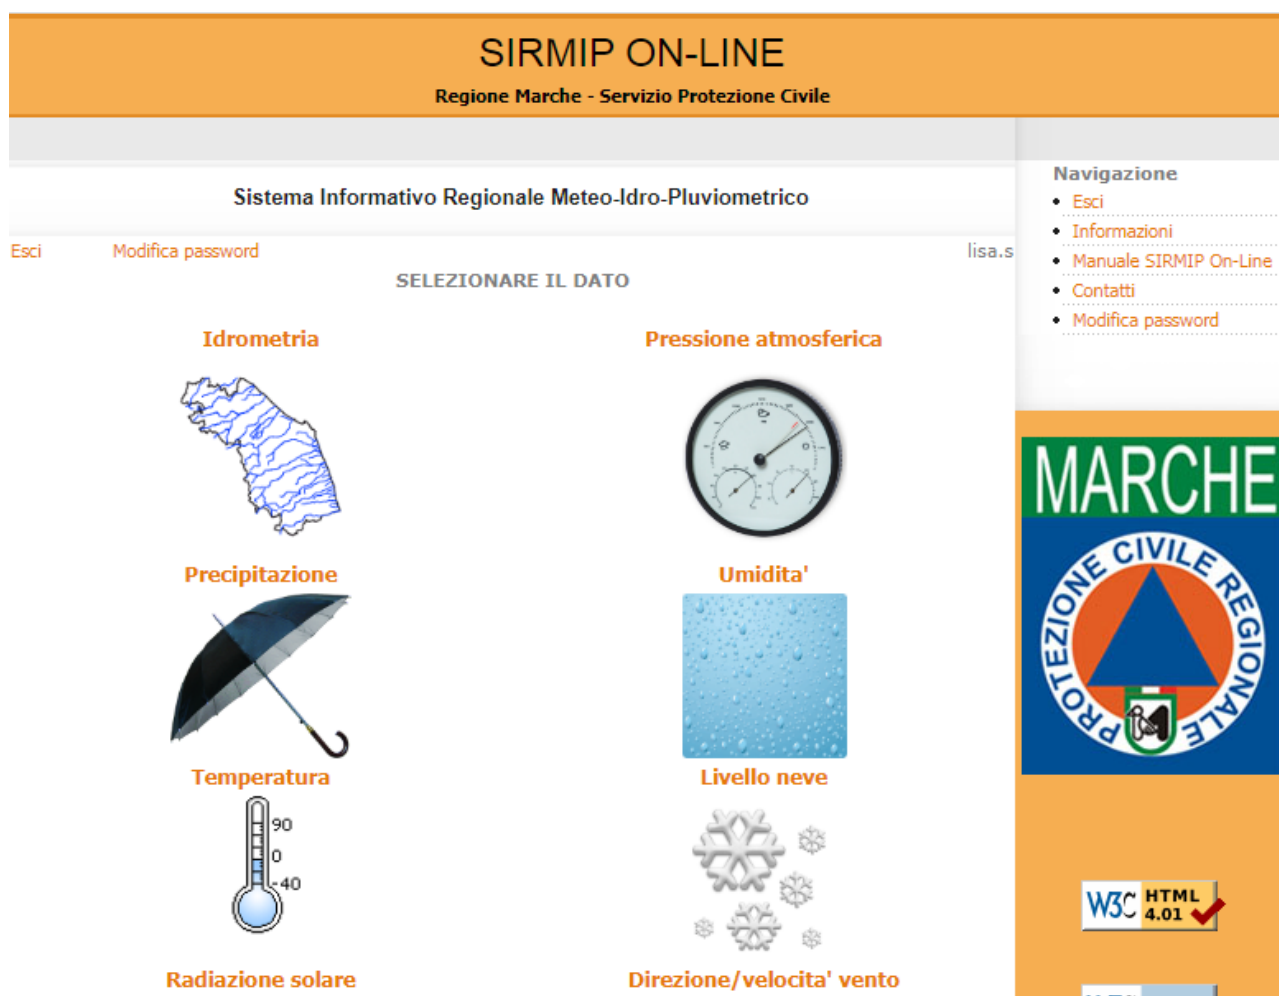 SIRMIP ON-LINE
Regione Marche - Servizio Protezione Civile
Sistema Informativo Regionale Meteo-Idro-Pluviometrico
Esci
Modifica password
lisa.s
SELEZIONARE IL DATO
Idrometria
Pressione atmosferica
Precipitazione
Umidita'
Temperatura
90
0
-40
Livello neve
Radiazione solare
Direzione/velocita' vento
Navigazione
Esci
Informazioni
Manuale SIRMIP On-Line
Contatti
Modifica password
MARCHE
PROTEZIONE CIVILE REGIONALE
W3C HTML
4.01